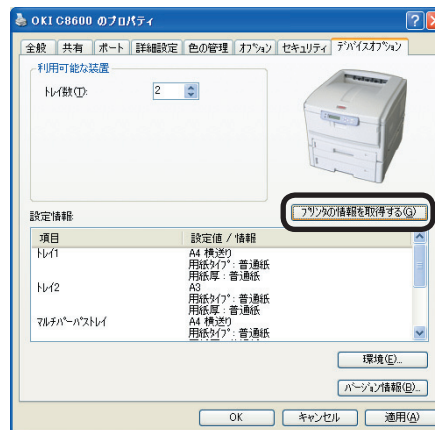 OKI C8600 のプロパティ
全般 共有 ポート 詳細設定 色の管理 オプション セキュリティ デバイスオプション
利用可能な装置
トレイ数(T): 2
プリンタの情報を取得する(G)
設定情報:
項目 設定値 / 情報
トレイ1 A4 横送り
用紙タイプ : 普通紙
用紙厚 : 普通紙
トレイ2 A3
用紙タイプ : 普通紙
用紙厚 : 普通紙
マルチパーパストレイ A4 横送り
用紙タイプ : 普通紙
環境(E)...
バージョン情報(B)...
OK キャンセル 適用(A)